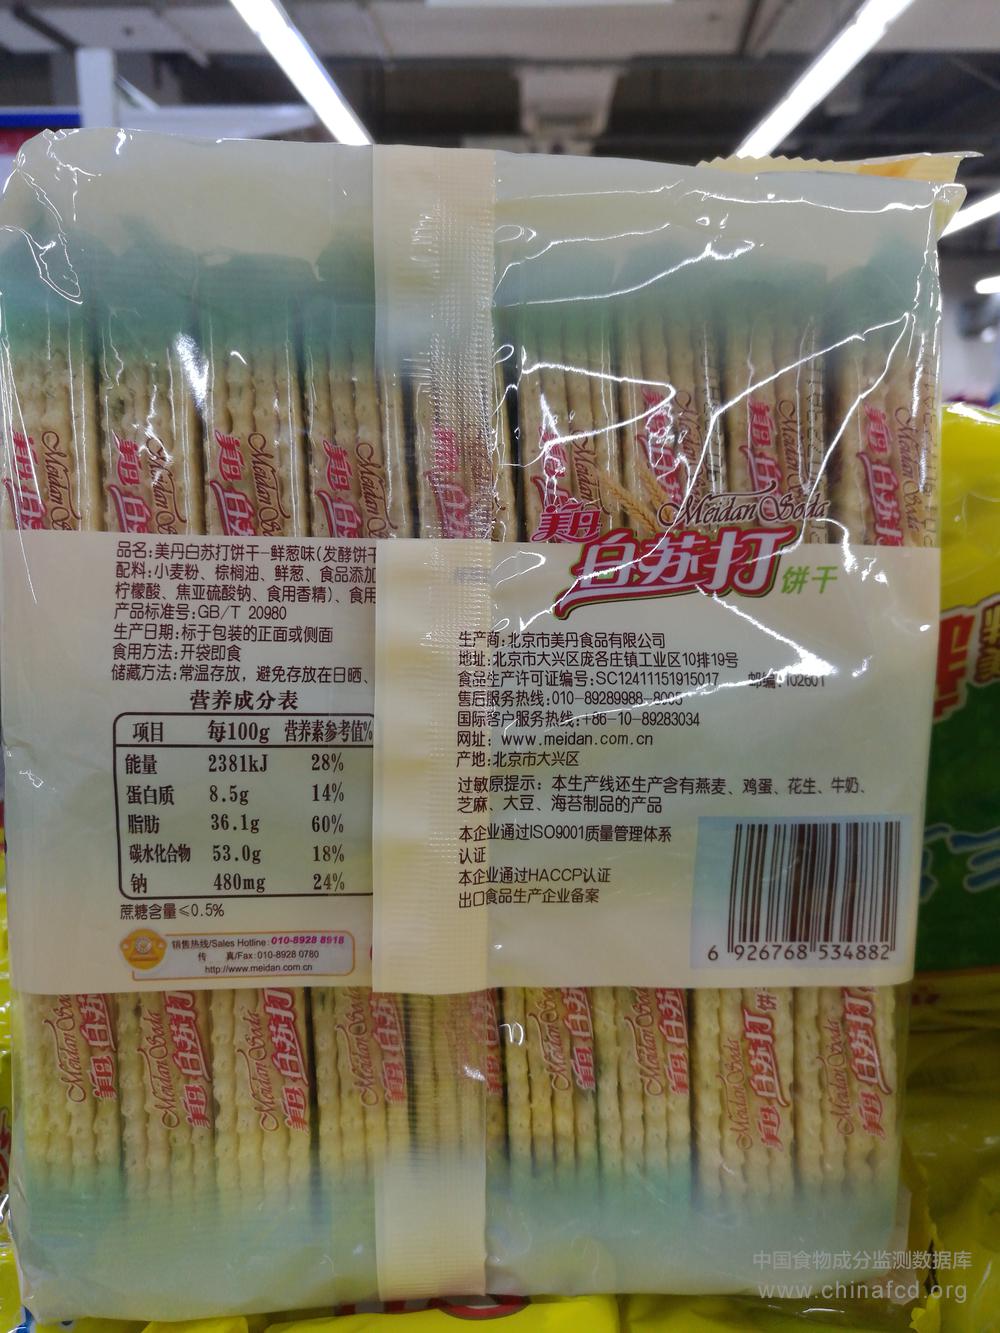 美丹
Meidan Soda
白苏打
饼干
品名:美丹白苏打饼干-鲜葱味(发酵饼干
配料:小麦粉、棕榈油、鲜葱、食品添加
柠檬酸、焦亚硫酸钠、食用香精)、食用
产品标准号:GB/T 20980
生产日期:标于包装的正面或侧面
食用方法:开袋即食
储藏方法:常温存放，避免存放在日晒、
营养成分表
项目 每100g 营养素参考值%
能量 2381kJ 28%
蛋白质 8.5g 14%
脂肪 36.1g 60%
碳水化合物 53.0g 18%
钠 480mg 24%
蔗糖含量≤0.5%
销售热线/Sales Hotline:010-8928 8918
传 真/Fax:010-8928 0780
http://www.meidan.com.cn
生产商:北京市美丹食品有限公司
地址:北京市大兴区庞各庄镇工业区10排19号
食品生产许可证编号:SC12411151915017 邮编:102601
售后服务热线:010-89289988-8005
国际客户服务热线:+86-10-89283034
网址: www.meidan.com.cn
产地:北京市大兴区
过敏原提示: 本生产线还生产含有燕麦、鸡蛋、花生、牛奶、
芝麻、大豆、海苔制品的产品
本企业通过ISO9001质量管理体系
认证
本企业通过HACCP认证
出口食品生产企业备案
6 926768 534882
中国食物成分监测数据库
www.chinafcd.org